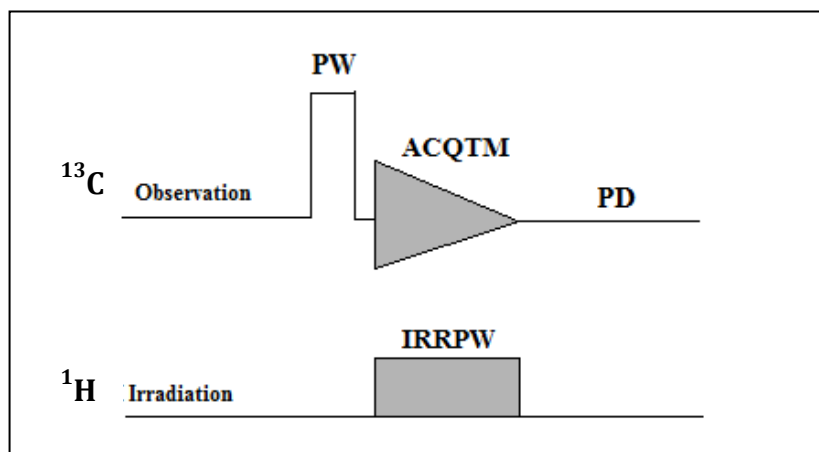 PW
ACQTM
¹³C
Observation
PD
IRRPW
¹H
Irradiation